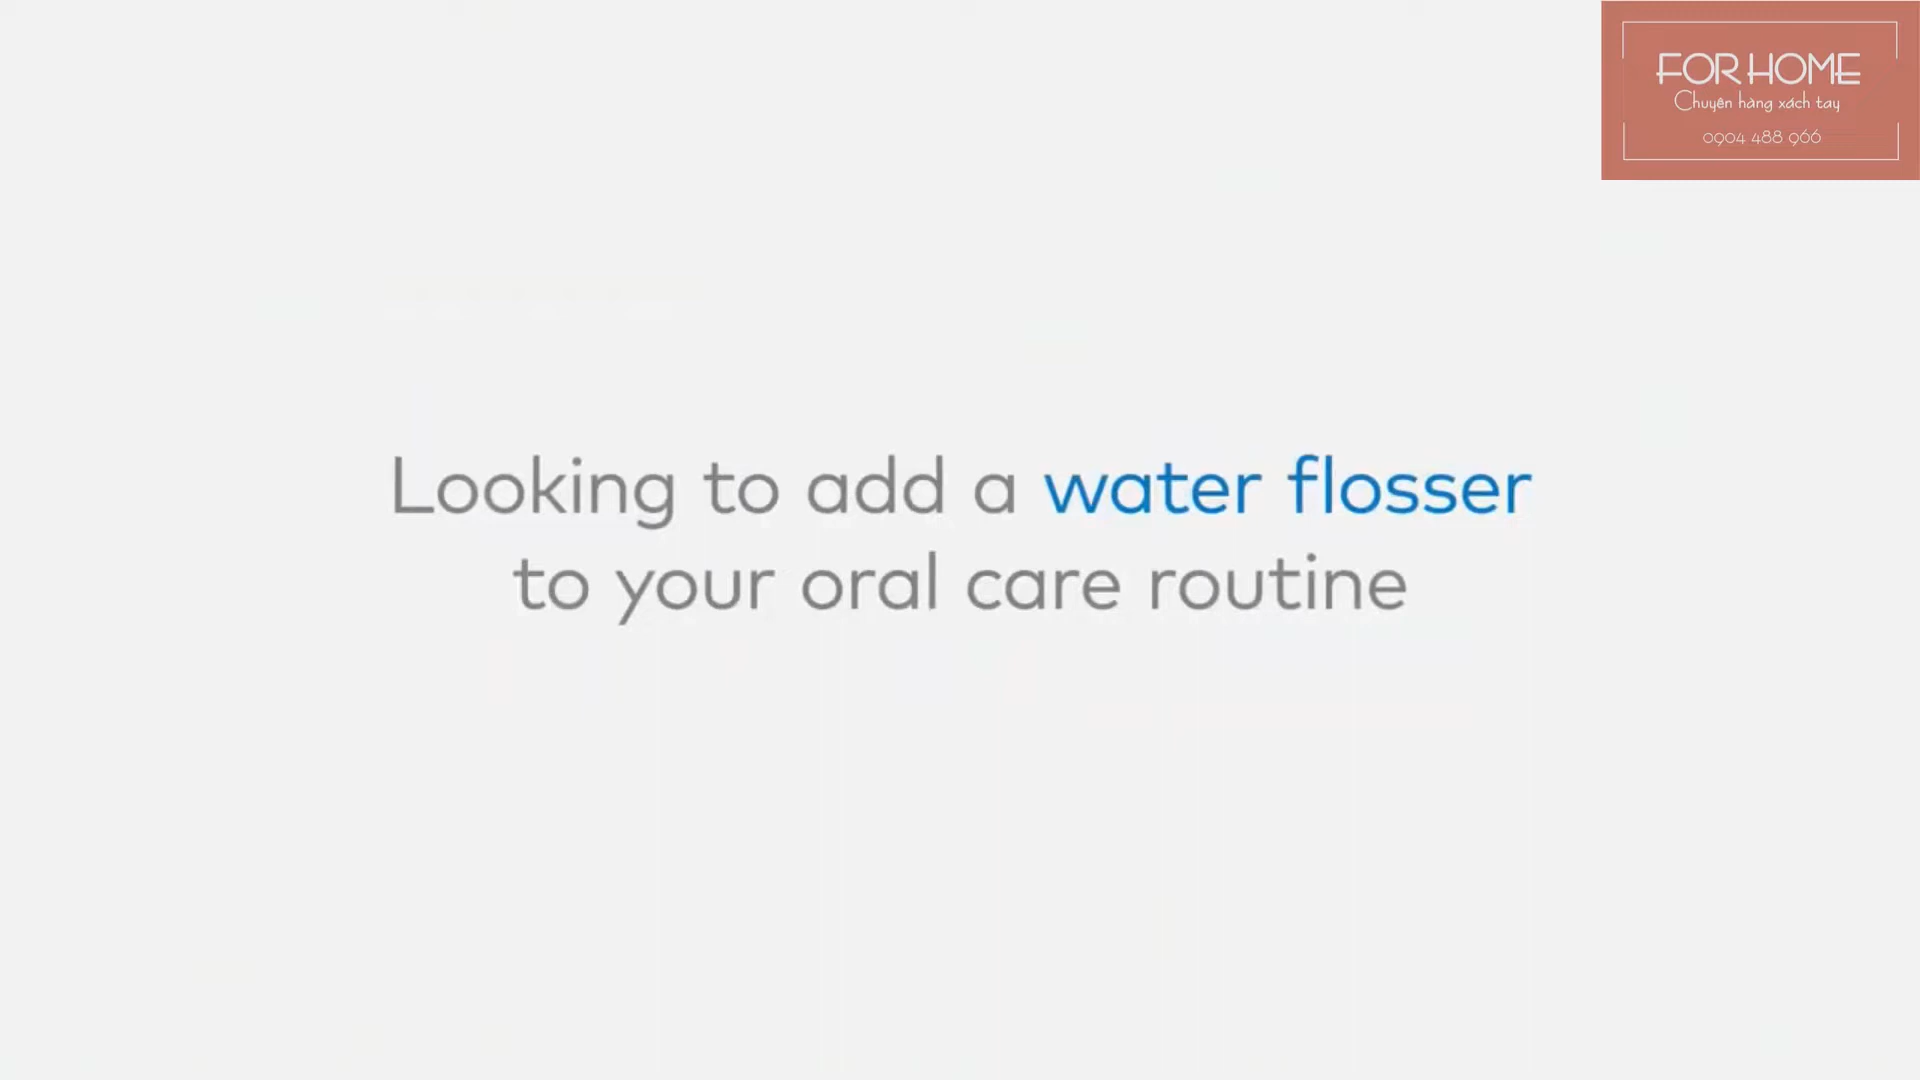 FOR HOME
Chuyên hàng xách tay
0904 488 966
Looking to add a water flosser
to your oral care routine